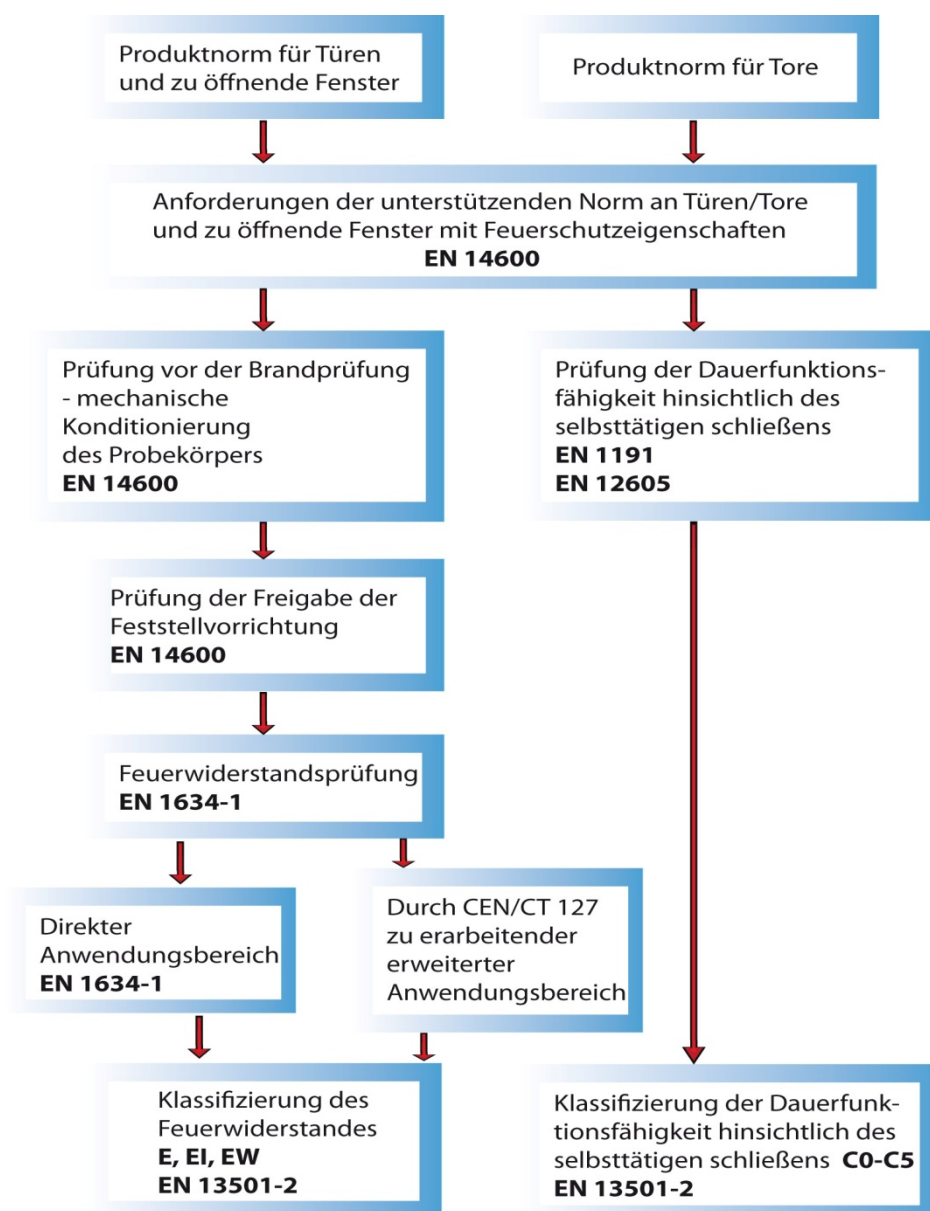 Produktnorm für Türen
und zu öffnende Fenster
Produktnorm für Tore
Anforderungen der unterstützenden Norm an Türen/Tore
und zu öffnende Fenster mit Feuerschutzeigenschaften
EN 14600
Prüfung vor der Brandprüfung
- mechanische
Konditionierung
des Probekörpers
EN 14600
Prüfung der Dauerfunktions-
fähigkeit hinsichtlich des
selbsttätigen schließens
EN 1191
EN 12605
Prüfung der Freigabe der
Feststellvorrichtung
EN 14600
Feuerwiderstandsprüfung
EN 1634-1
Direkter
Anwendungsbereich
EN 1634-1
Durch CEN/CT 127
zu erarbeitender
erweiterter
Anwendungsbereich
Klassifizierung des
Feuerwiderstandes
E, EI, EW
EN 13501-2
Klassifizierung der Dauerfunk-
tionsfähigkeit hinsichtlich des
selbsttätigen schließens C0-C5
EN 13501-2